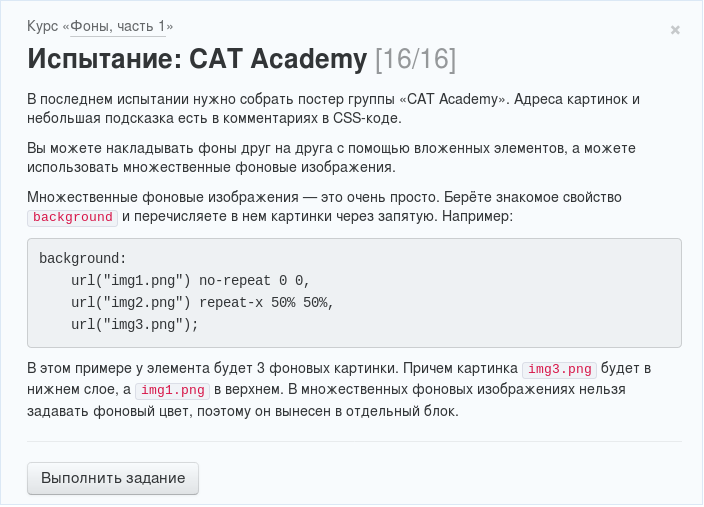 Курс «Фоны, часть 1»
×
Испытание: CAT Academy [16/16]
В последнем испытании нужно собрать постер группы «CAT Academy». Адреса картинок и
небольшая подсказка есть в комментариях в CSS-коде.
Вы можете накладывать фоны друг на друга с помощью вложенных элементов, а можете
использовать множественные фоновые изображения.
Множественные фоновые изображения — это очень просто. Берёте знакомое свойство
background и перечисляете в нем картинки через запятую. Например:
background:
url("img1.png") no-repeat 0 0,
url("img2.png") repeat-x 50% 50%,
url("img3.png");
В этом примере у элемента будет 3 фоновых картинки. Причем картинка img3.png будет в
нижнем слое, а img1.png в верхнем. В множественных фоновых изображениях нельзя
задавать фоновый цвет, поэтому он вынесен в отдельный блок.
Выполнить задание